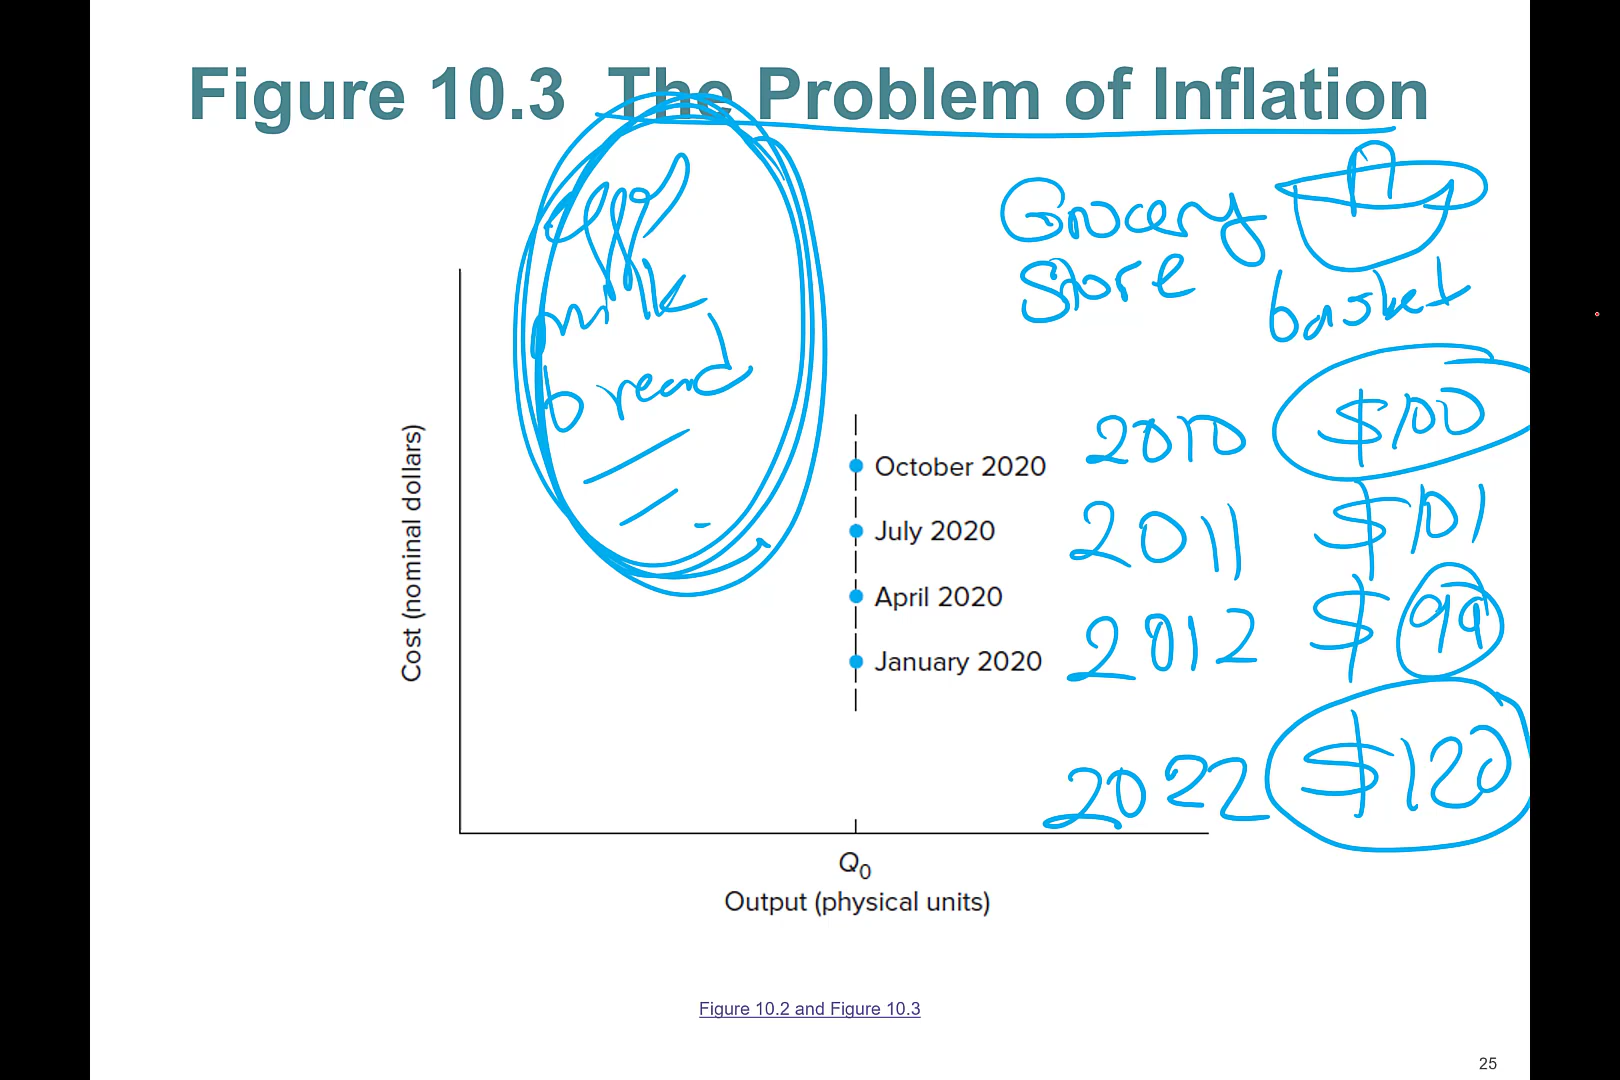 Figure 10.3 The Problem of Inflation
eggs
milk
bread
Grocery
Store
basket
2010 $100
2011 $101
2012 $99
2022 $120
Cost (nominal dollars)
October 2020
July 2020
April 2020
January 2020
Q0
Output (physical units)
Figure 10.2 and Figure 10.3
25